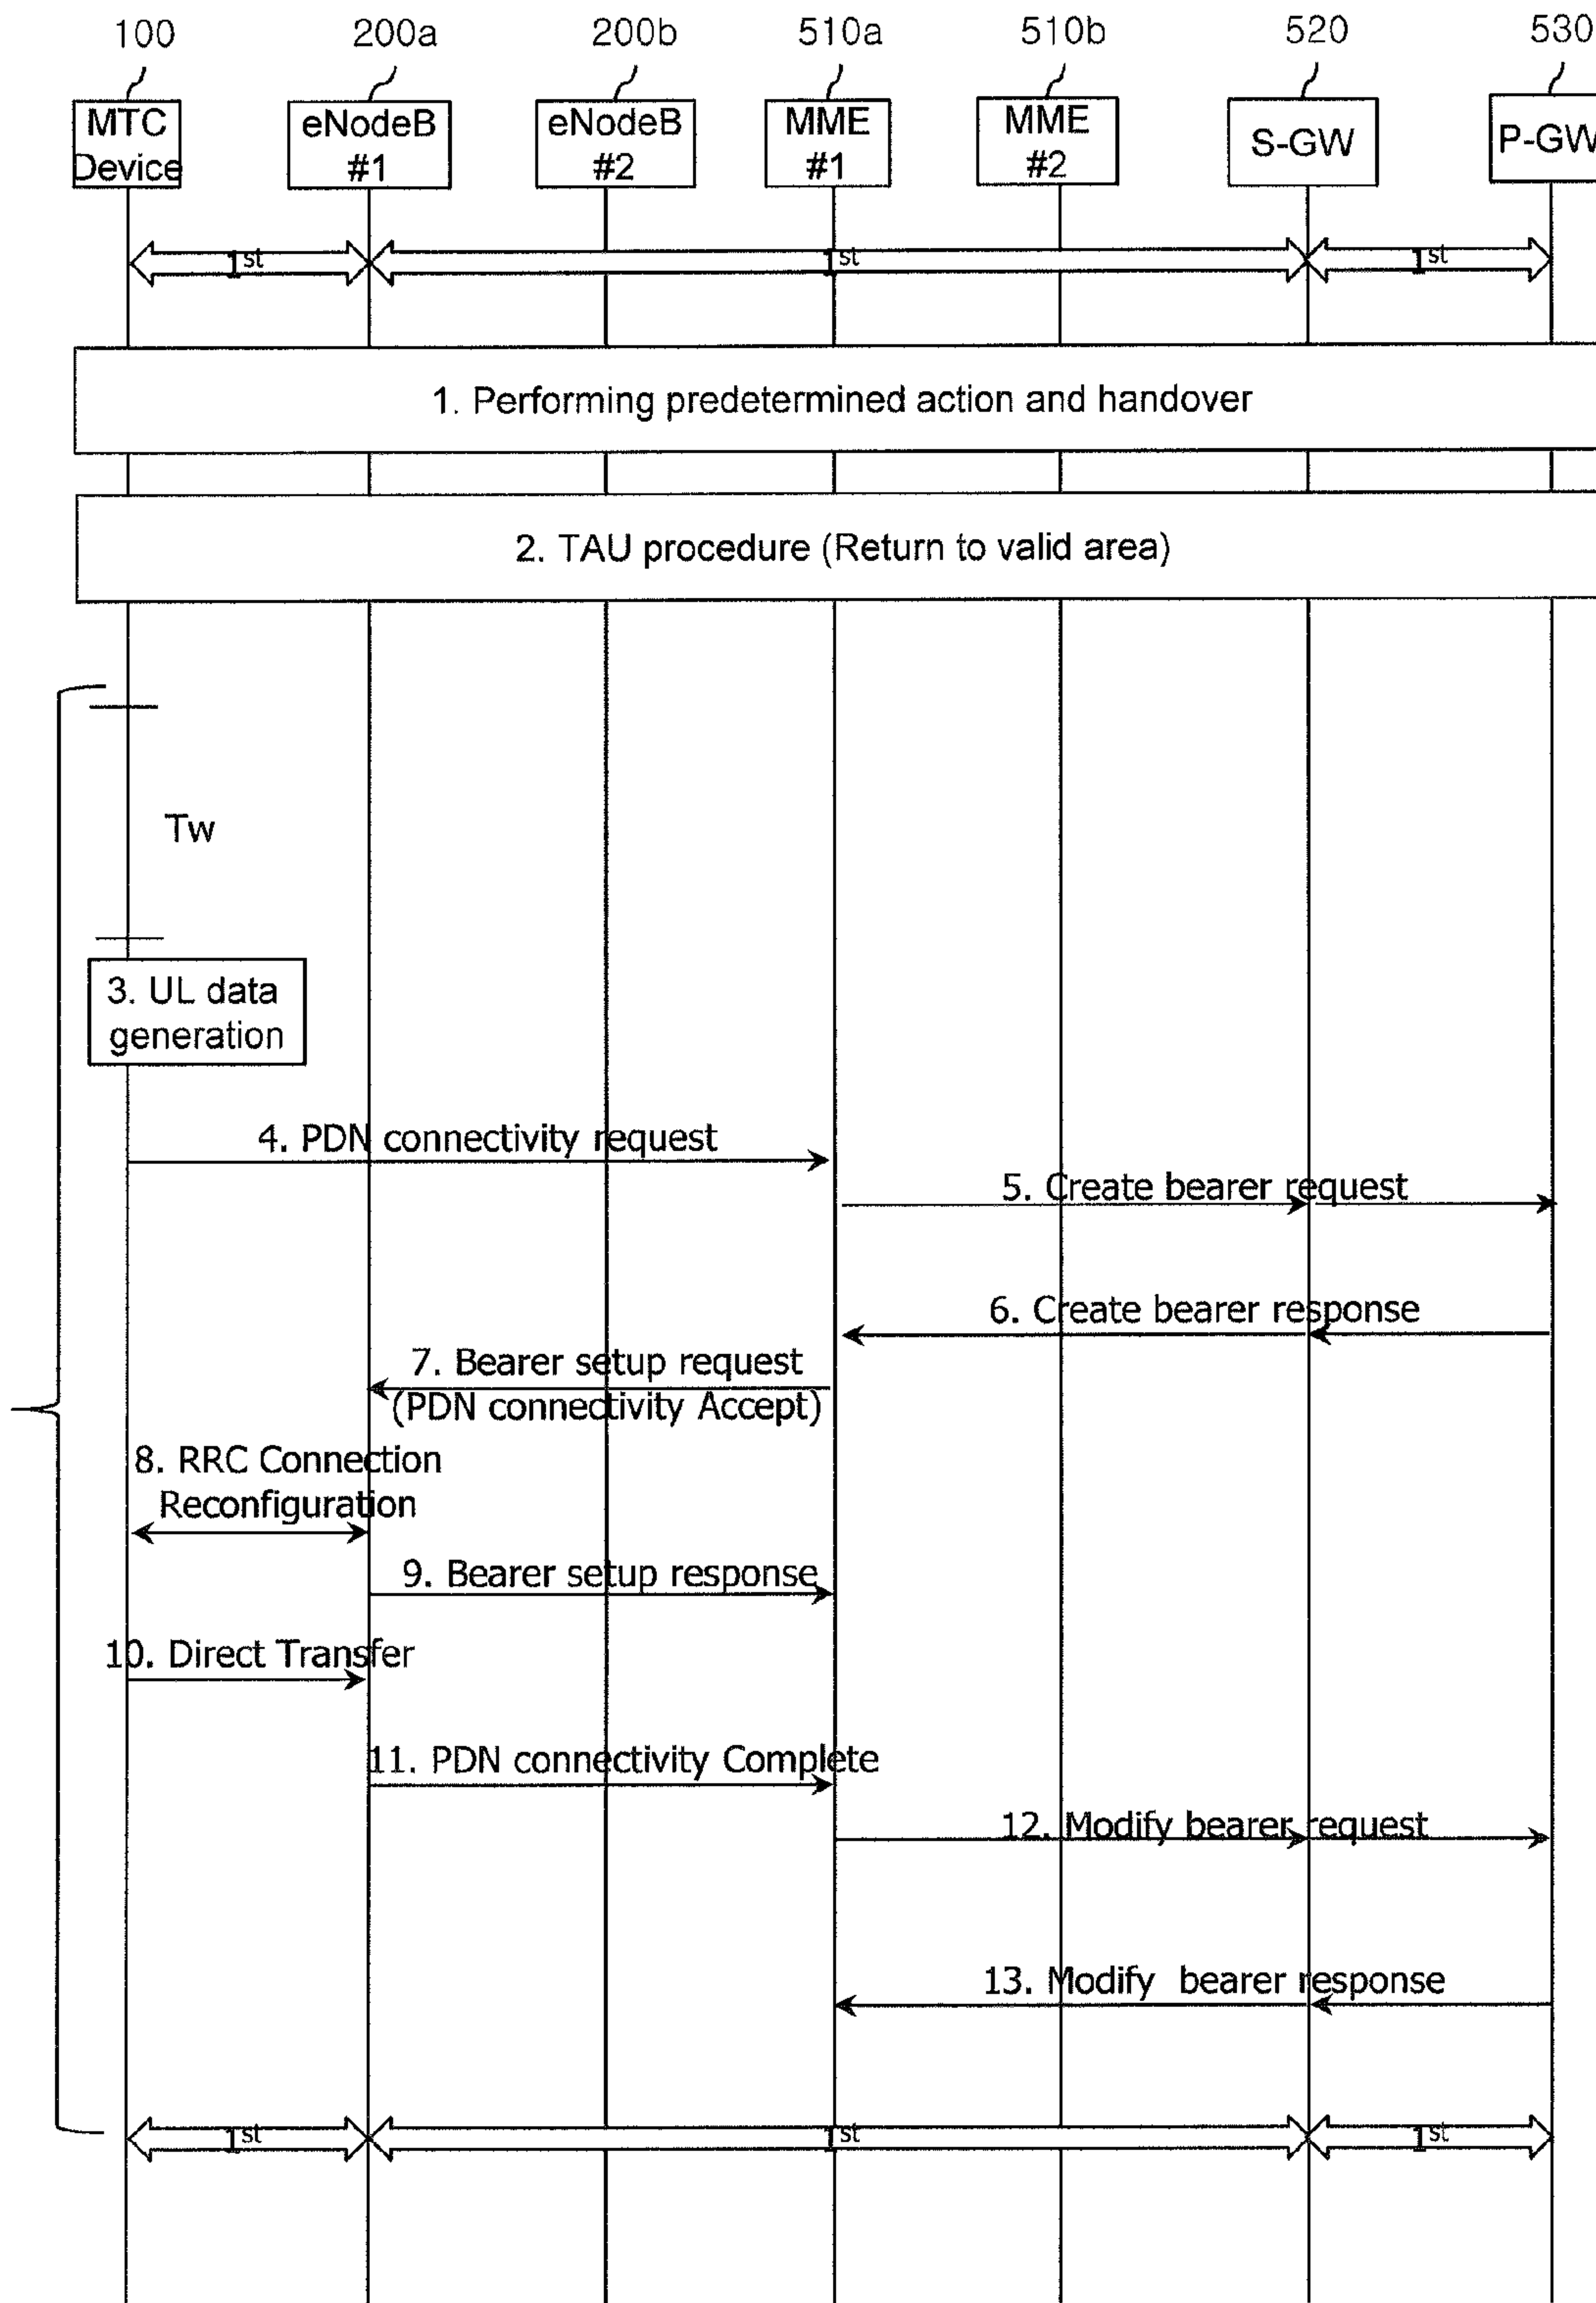 100 200a 200b 510a 510b 520 530
MTC Device
eNodeB #1
eNodeB #2
MME #1
MME #2
S-GW
P-GW
1st 1st 1st
1. Performing predetermined action and handover
2. TAU procedure (Return to valid area)
Tw
3. UL data
generation
4. PDN connectivity request
5. Create bearer request
6. Create bearer response
7. Bearer setup request
(PDN connectivity Accept)
8. RRC Connection
Reconfiguration
9. Bearer setup response
10. Direct Transfer
11. PDN connectivity Complete
12. Modify bearer request
13. Modify bearer response
1st 1st 1st